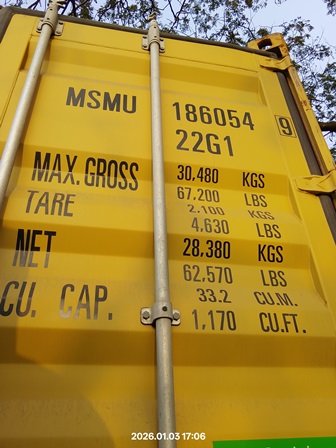 MSMU 186054 9
22G1
MAX. GROSS 30,480 KGS
67,200 LBS
TARE 2,100 KGS
4,630 LBS
NET 28,380 KGS
62,570 LBS
CU. CAP. 33.2 CU.M.
1,170 CU.FT.
2026.01.03 17:06